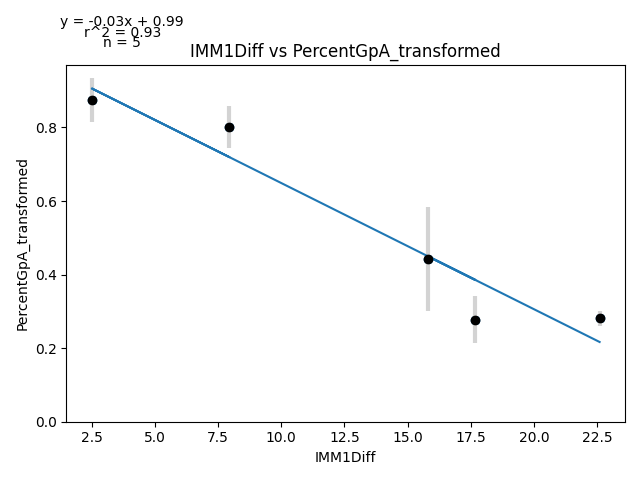 y = -0.03x + 0.99
r^2 = 0.93
n = 5
IMM1Diff vs PercentGpA_transformed
PercentGpA_transformed
0.8
0.6
0.4
0.2
0.0
2.5 5.0 7.5 10.0 12.5 15.0 17.5 20.0 22.5
IMM1Diff